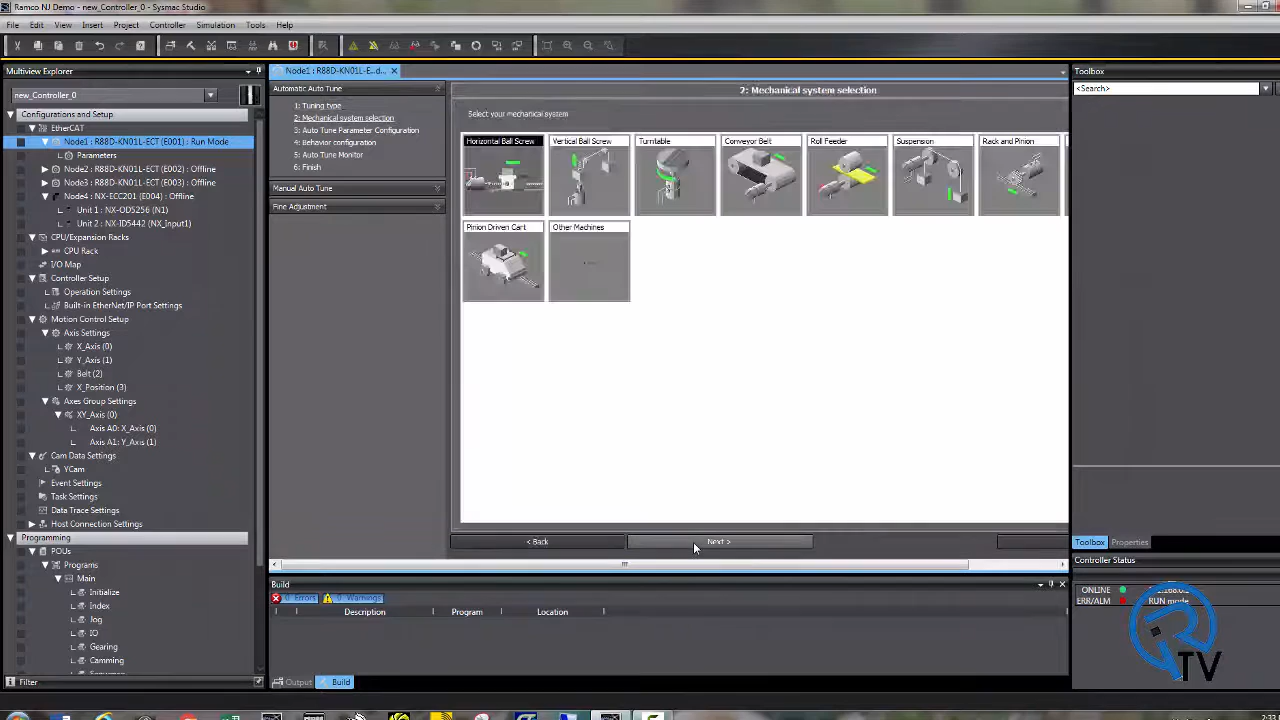 Ramco NJ Demo - new_Controller_0 - Sysmac Studio
File Edit View Insert Project Controller Simulation Tools Help
Multiview Explorer
new_Controller_0
Configurations and Setup
EtherCAT
Node1 : R88D-KN01L-ECT (E001) : Run Mode
Parameters
Node2 : R88D-KN01L-ECT (E002) : Offline
Node3 : R88D-KN01L-ECT (E003) : Offline
Node4 : NX-ECC201 (E004) : Offline
Unit 1 : NX-OD5256 (N1)
Unit 2 : NX-ID5442 (NX_Input1)
CPU/Expansion Racks
CPU Rack
I/O Map
Controller Setup
Operation Settings
Built-in EtherNet/IP Port Settings
Motion Control Setup
Axis Settings
X_Axis (0)
Y_Axis (1)
Belt (2)
X_Position (3)
Axes Group Settings
XY_Axis (0)
Axis A0: X_Axis (0)
Axis A1: Y_Axis (1)
Cam Data Settings
YCam
Event Settings
Task Settings
Data Trace Settings
Host Connection Settings
Programming
POUs
Programs
Main
Initialize
Index
Jog
IO
Gearing
Camming
Filter
Node1 : R88D-KN01L-E...d...
Automatic Auto Tune
1: Tuning type
2: Mechanical system selection
3: Auto Tune Parameter Configuration
4: Behavior configuration
5: Auto Tune Monitor
6: Finish
Manual Auto Tune
Fine Adjustment
2: Mechanical system selection
Select your mechanical system
Horizontal Ball Screw Vertical Ball Screw Turntable Conveyor Belt Roll Feeder Suspension Rack and Pinion
Pinion Driven Cart Other Machines
< Back Next >
Build
0 Errors 0 Warnings
Description Program Location
Output Build
Toolbox
<Search>
Toolbox Properties
Controller Status
ONLINE
ERR/ALM RUN mode
TV